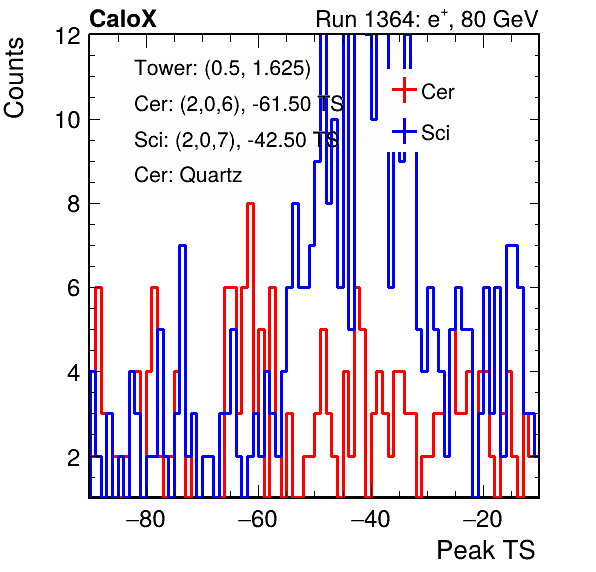 CaloX Run 1364: e+, 80 GeV
Counts
12
10
8
6
4
2
Tower: (0.5, 1.625)
Cer: (2,0,6), -61.50 TS
Sci: (2,0,7), -42.50 TS
Cer: Quartz
Cer
Sci
−80 −60 −40 −20
Peak TS